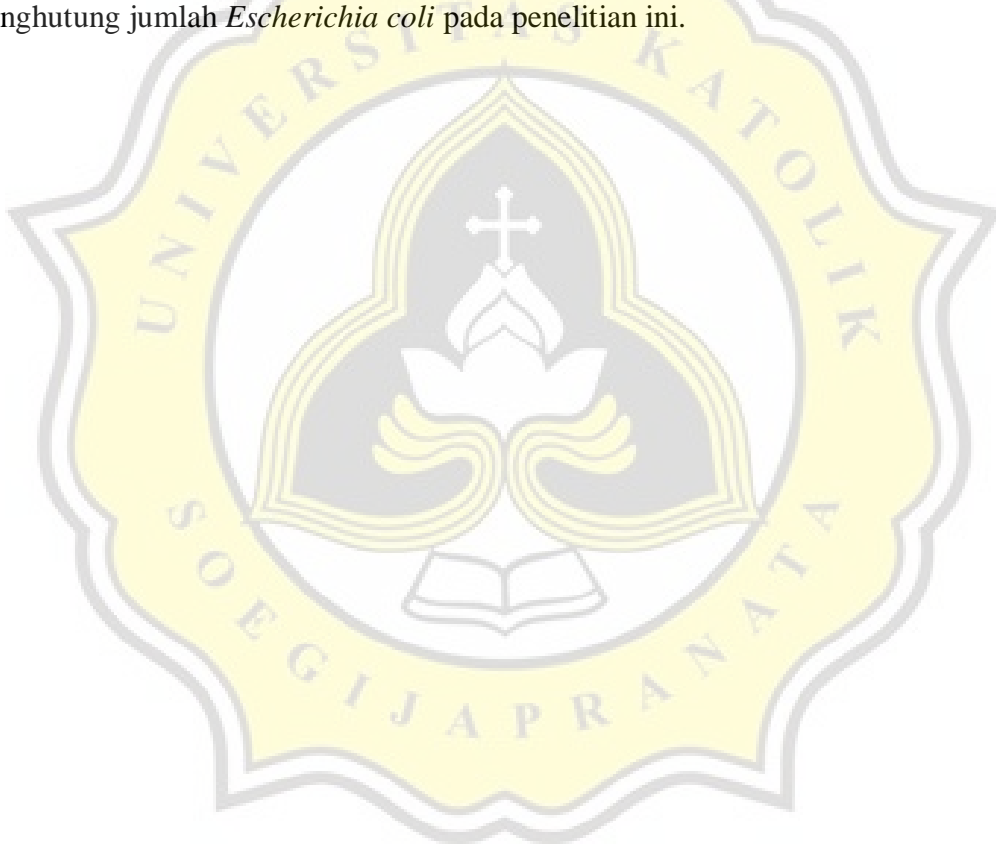 nghutung jumlah Escherichia coli pada penelitian ini.
UNIVERSITAS KATOLIK
SOEGIJAPRANATA